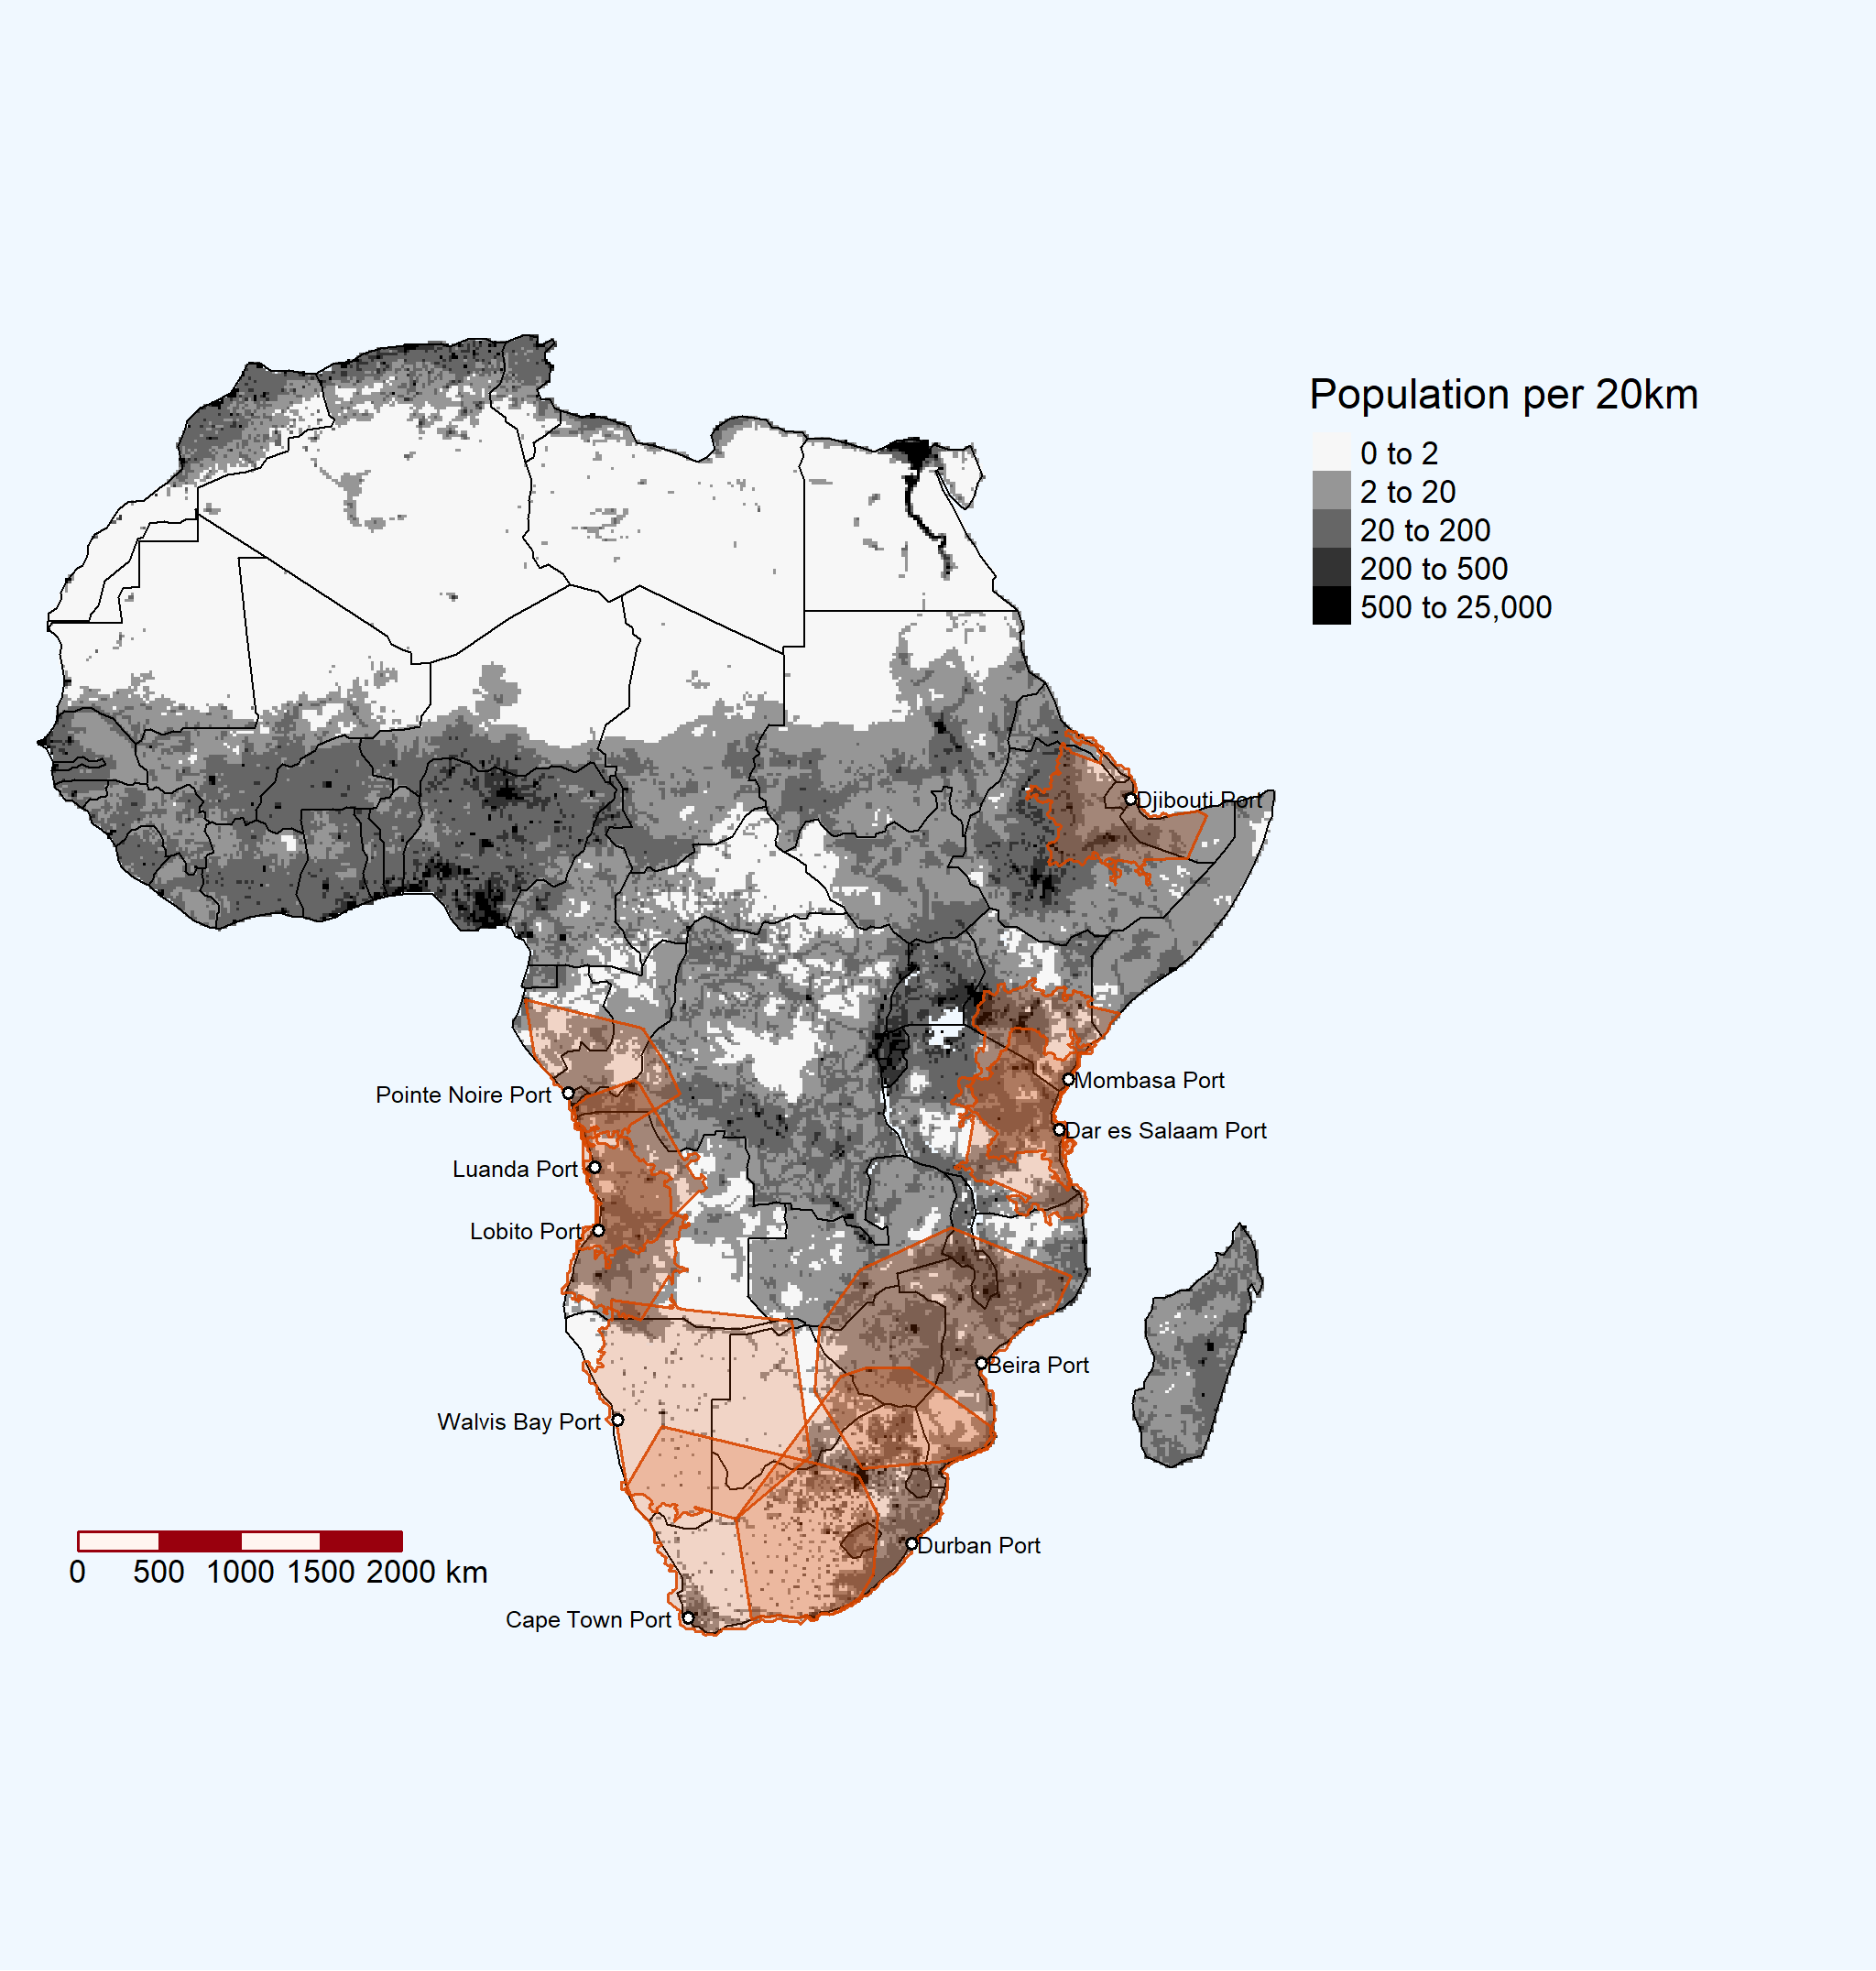 Population per 20km
0 to 2
2 to 20
20 to 200
200 to 500
500 to 25,000
Djibouti Port
Mombasa Port
Pointe Noire Port
Dar es Salaam Port
Luanda Port
Lobito Port
Beira Port
Walvis Bay Port
Durban Port
0 500 1000 1500 2000 km
Cape Town Port